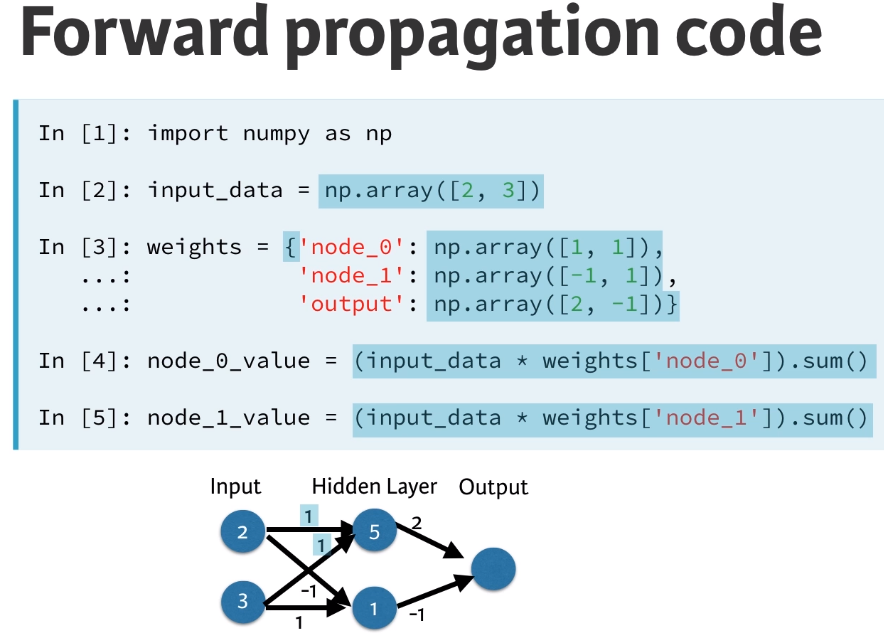 Forward propagation code
In [1]: import numpy as np
In [2]: input_data = np.array([2, 3])
In [3]: weights = {'node_0': np.array([1, 1]),
...: 'node_1': np.array([-1, 1]),
...: 'output': np.array([2, -1])}
In [4]: node_0_value = (input_data * weights['node_0']).sum()
In [5]: node_1_value = (input_data * weights['node_1']).sum()
Input Hidden Layer Output
1
2 5 2
1
-1
3 1 -1
1